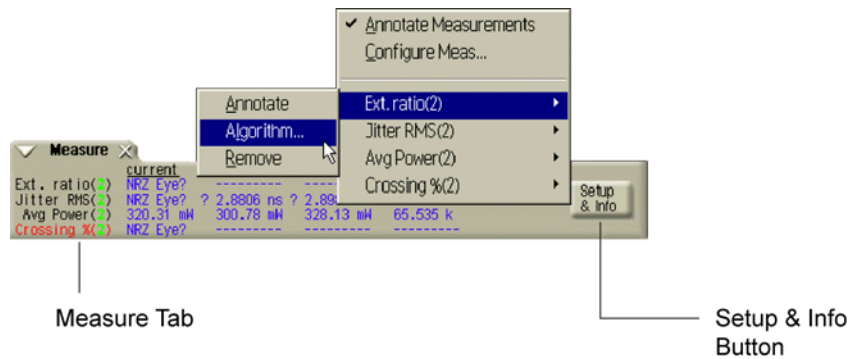 ✔ Annotate Measurements
Configure Meas...
Ext. ratio(2)
Jitter RMS(2)
Avg Power(2)
Crossing %(2)
Annotate
Algorithm...
Remove
Measure
current
Ext. ratio(2) NRZ Eye? --------- ----
Jitter RMS(2) NRZ Eye? ? 2.8806 ns ? 2.89
Avg Power(2) 320.31 mW 300.78 mW 328.13 mW 65.535 k
Crossing %(2) NRZ Eye? --------- --------- ---------
Setup
& Info
Measure Tab
Setup & Info
Button